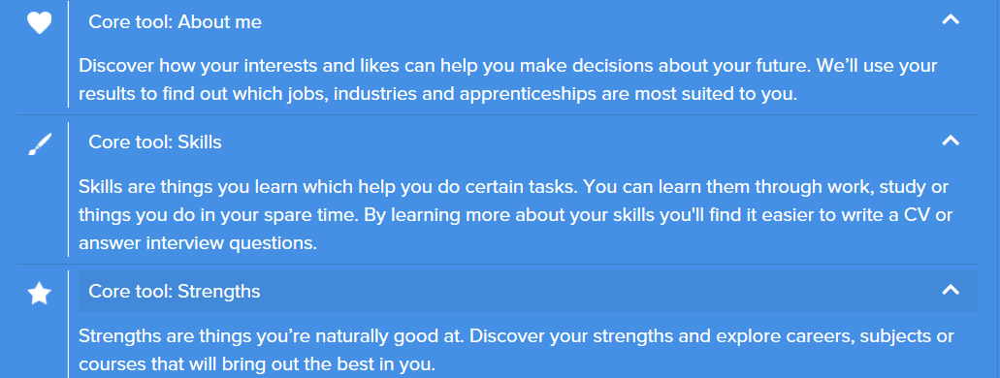 Core tool: About me
Discover how your interests and likes can help you make decisions about your future. We’ll use your
results to find out which jobs, industries and apprenticeships are most suited to you.
Core tool: Skills
Skills are things you learn which help you do certain tasks. You can learn them through work, study or
things you do in your spare time. By learning more about your skills you'll find it easier to write a CV or
answer interview questions.
Core tool: Strengths
Strengths are things you’re naturally good at. Discover your strengths and explore careers, subjects or
courses that will bring out the best in you.